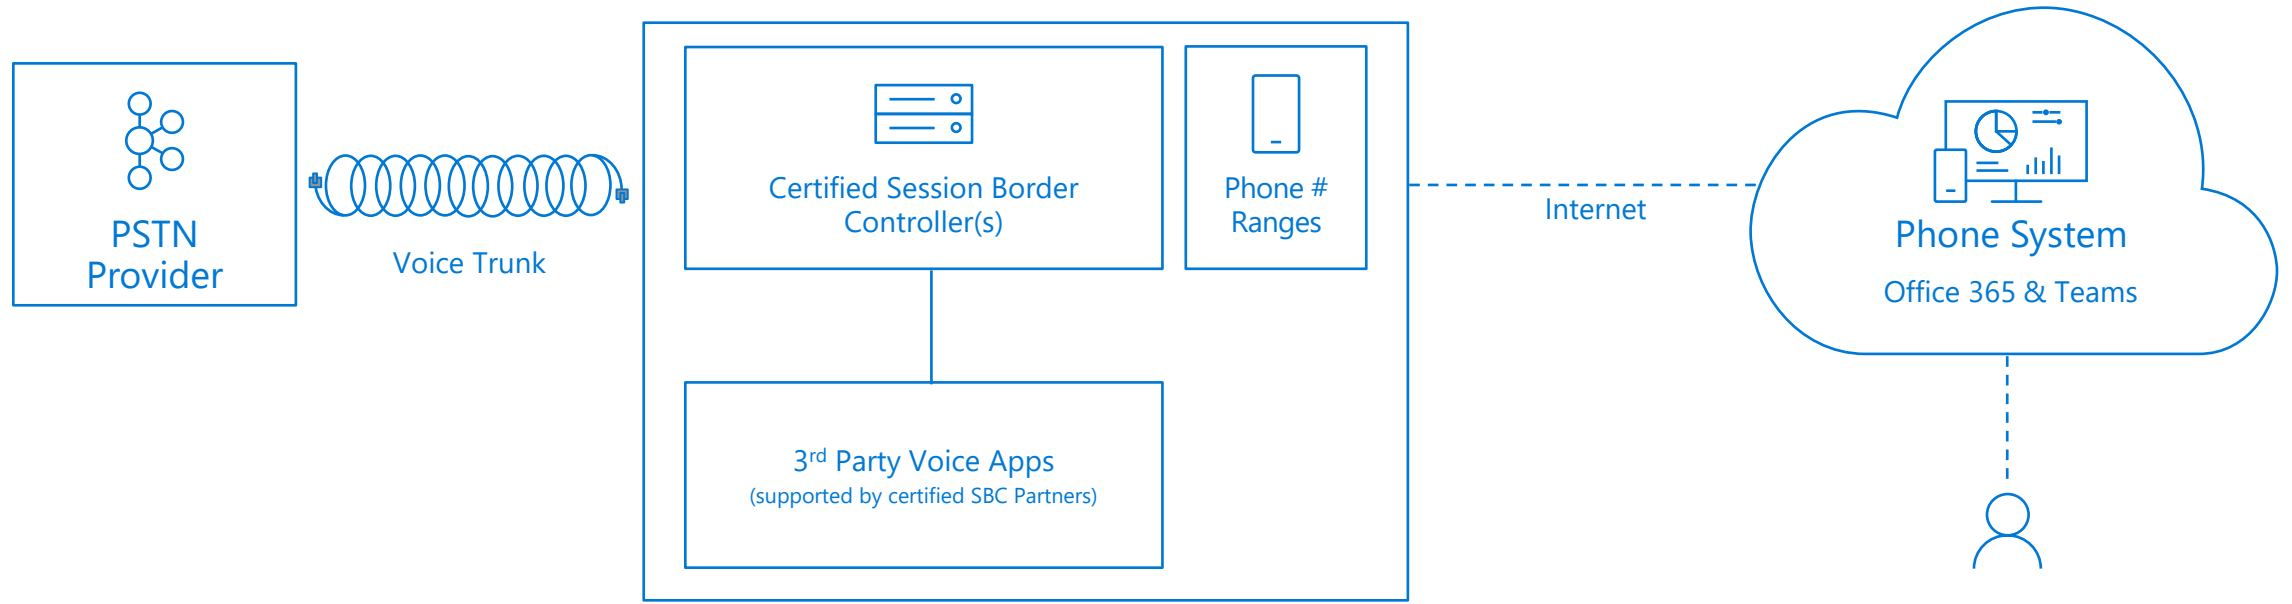 PSTN
Provider
Voice Trunk
Certified Session Border
Controller(s)
Phone #
Ranges
3rd Party Voice Apps
(supported by certified SBC Partners)
Internet
Phone System
Office 365 & Teams